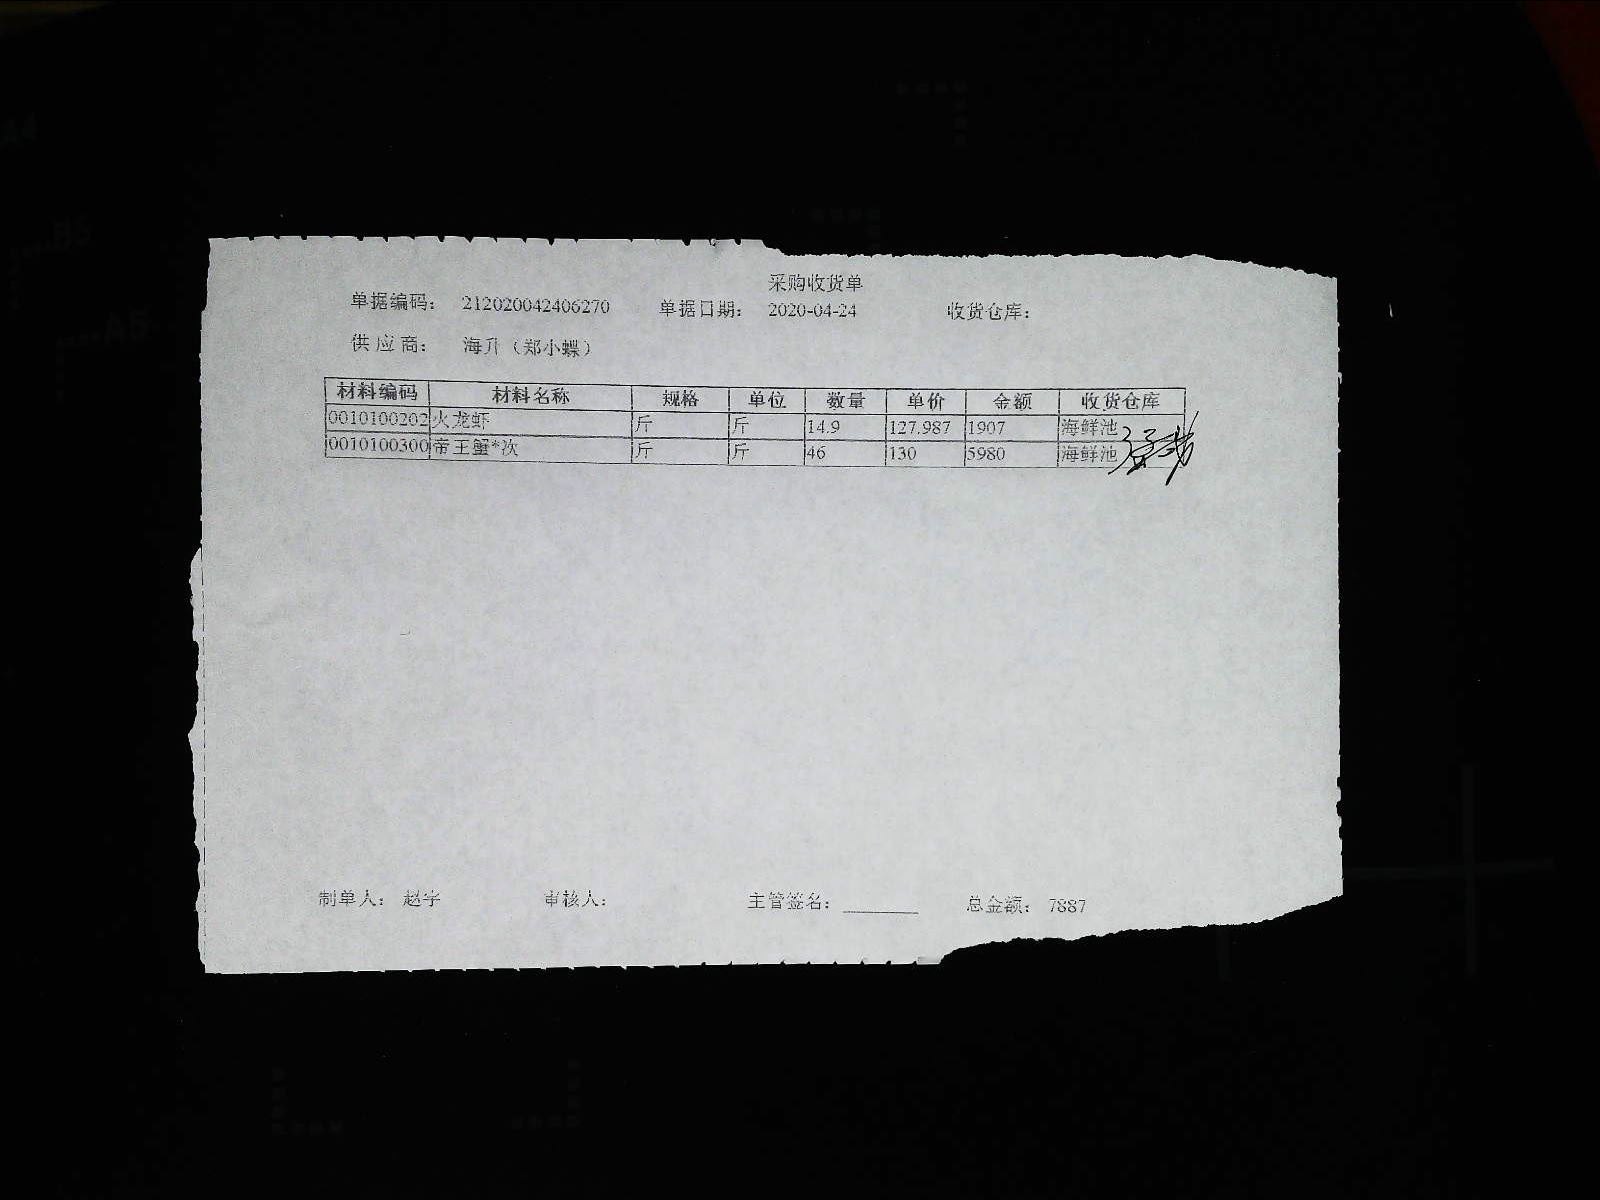 采购收货单
单据编码: 212020042406270 单据日期: 2020-04-24 收货仓库:
供应商: 海升（郑小蝶）
材料编码 材料名称 规格 单位 数量 单价 金额 收货仓库
0010100202 火龙虾 斤 斤 14.9 127.987 1907 海鲜池
0010100300 帝王蟹*次 斤 斤 46 130 5980 海鲜池
制单人: 赵宇 审核人: 主管签名: 总金额: 7887